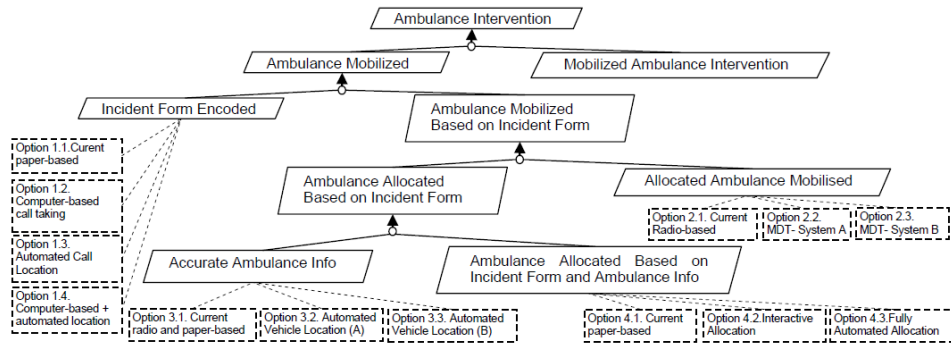 Ambulance Intervention
Ambulance Mobilized
Mobilized Ambulance Intervention
Incident Form Encoded
Ambulance Mobilized
Based on Incident Form
Option 1.1.Curent
paper-based
Option 1.2.
Computer-based
call taking
Option 1.3.
Automated Call
Location
Option 1.4.
Computer-based +
automated location
Ambulance Allocated
Based on Incident Form
Allocated Ambulance Mobilised
Option 2.1. Current
Radio-based
Option 2.2.
MDT- System A
Option 2.3.
MDT- System B
Accurate Ambulance Info
Ambulance Allocated Based on
Incident Form and Ambulance Info
Option 3.1. Current
radio and paper-based
Option 3.2. Automated
Vehicle Location (A)
Option 3.3. Automated
Vehicle Location (B)
Option 4.1. Current
paper-based
Option 4.2.Interactive
Allocation
Option 4.3.Fully
Automated Allocation